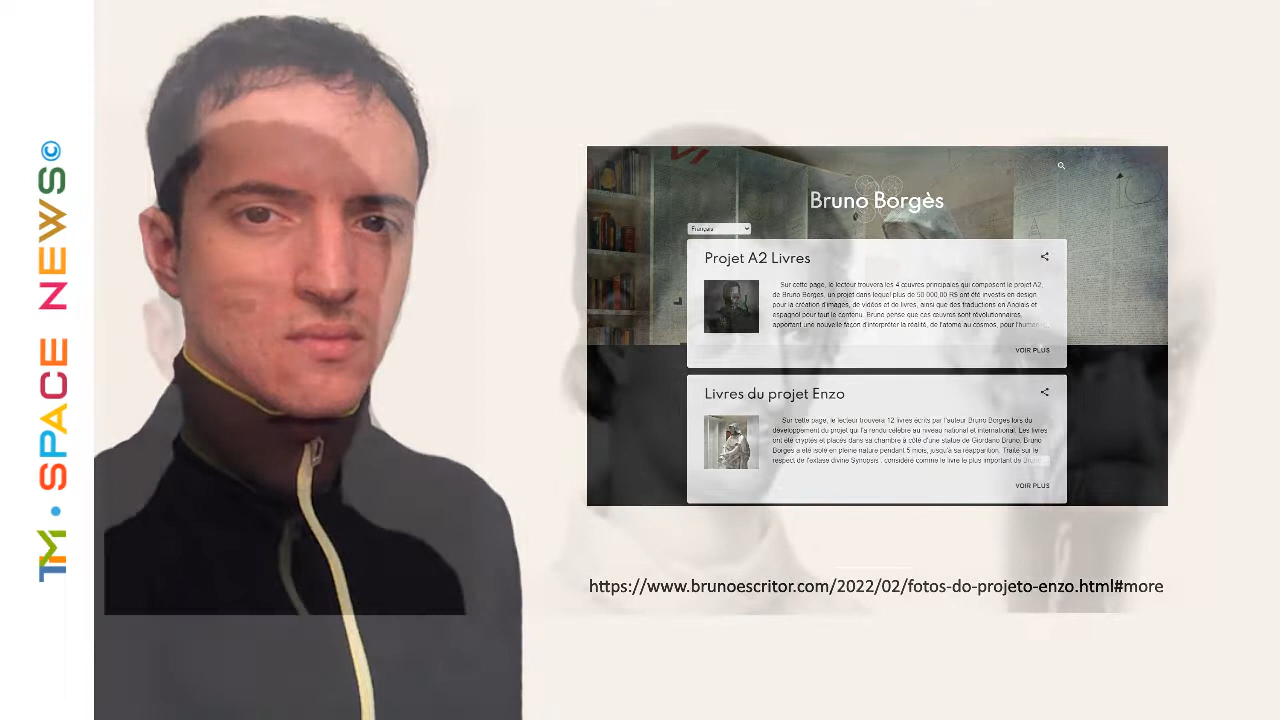 TM • SPACE NEWS©
Bruno Borgès
Français
Projet A2 Livres
Sur cette page, le lecteur trouvera les 4 œuvres principales qui composent le projet A2,
de Bruno Borges, un projet dans lequel plus de 50 000,00 R$ ont été investis en design
pour la création d'images, de vidéos et de livres, ainsi que des traductions en Anglais et
espagnol pour tout le contenu. Bruno pense que ces œuvres sont révolutionnaires,
apportant une nouvelle façon d'interpréter la réalité, de l'atome au cosmos, pour l'humain
VOIR PLUS
Livres du projet Enzo
Sur cette page, le lecteur trouvera 12 livres écrits par l'auteur Bruno Borges lors du
développement du projet qui l'a rendu célèbre au niveau national et international. Les livres
ont été cryptés et placés dans sa chambre à côté d'une statue de Giordano Bruno. Bruno
Borges a été isolé en pleine nature pendant 5 mois, jusqu'à sa réapparition. Traité sur le
respect de l'extase divine Synopsis : considéré comme le livre le plus important de Bruno
VOIR PLUS
https://www.brunoescritor.com/2022/02/fotos-do-projeto-enzo.html#more